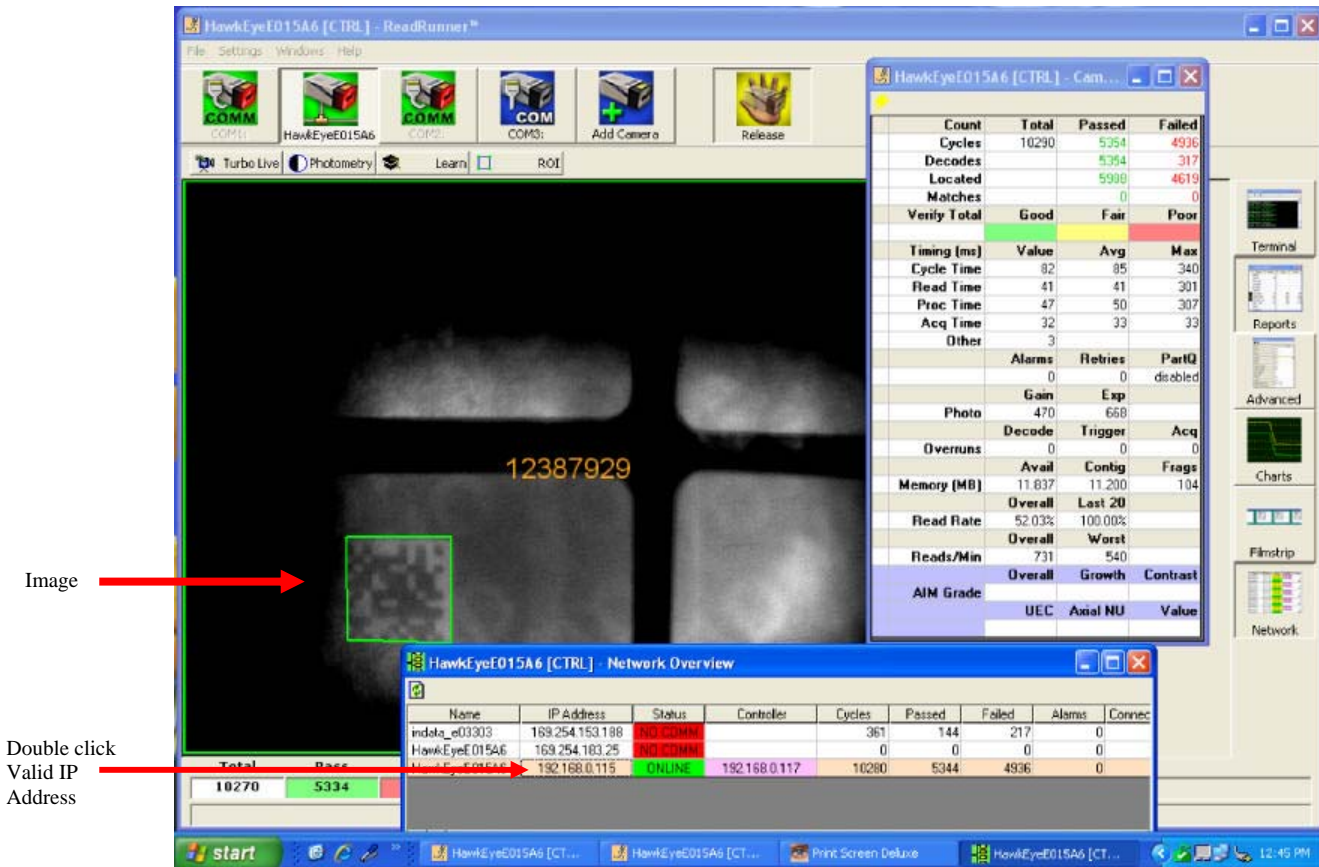 HawkEyeE015A6 [CTRL] - ReadRunner™
File Settings Windows Help
COMM COMM COM
COM1: HawkEyeE015A6 COM2: COM3: Add Camera Release
Turbo Live Photometry Learn ROI
12387929
HawkEyeE015A6 [CTRL] - Cam...
Count Total Passed Failed
Cycles 10290 5354 4936
Decodes 5354 317
Located 5988 4619
Matches 0 0
Verify Total Good Fair Poor
Timing (ms) Value Avg Max
Cycle Time 82 85 340
Read Time 41 41 301
Proc Time 47 50 307
Acq Time 32 33 33
Other 3
Alarms Retries PartQ
0 0 disabled
Gain Exp
Photo 470 668
Decode Trigger Acq
Overruns 0 0 0
Avail Contig Frags
Memory (MB) 11.837 11.200 104
Overall Last 20
Read Rate 52.03% 100.00%
Overall Worst
Reads/Min 731 540
Overall Growth Contrast
AIM Grade
UEC Axial NU Value
Terminal
Reports
Advanced
Charts
Filmstrip
Network
Image
HawkEyeE015A6 [CTRL] - Network Overview
Name IP Address Status Controller Cycles Passed Failed Alarms Connec
indata_e03303 169.254.153.188 NO COMM 361 144 217 0
HawkEyeE015A6 169.254.183.25 NO COMM 0 0 0 0
HawkEyeE015A6 192.168.0.115 ONLINE 192.168.0.117 10280 5344 4936 0
Double click
Valid IP
Address
Total Pass
10270 5334
start HawkEyeE015A6 [CT... HawkEyeE015A6 [CT... Print Screen Deluxe HawkEyeE015A6 [CT... 12:45 PM